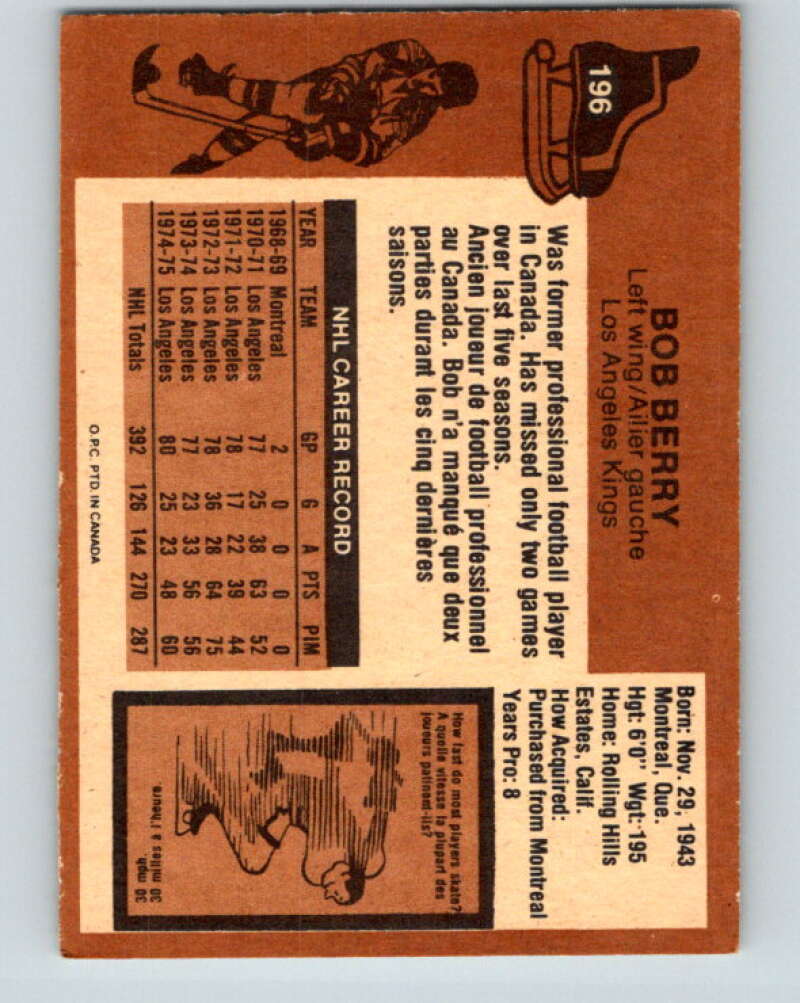 196
BOB BERRY
Left wing/Ailier gauche
Los Angeles Kings
Was former professional football player
in Canada. Has missed only two games
over last five seasons.
Ancien joueur de football professionnel
au Canada. Bob n'a manqué que deux
parties durant les cinq dernières
saisons.
Born: Nov. 29, 1943
Montreal, Que.
Hgt: 6'0" Wgt: 195
Home: Rolling Hills
Estates, Calif.
How Acquired:
Purchased from Montreal
Years Pro: 8
NHL CAREER RECORD
YEAR TEAM GP G A PTS PIM
1968-69 Montreal 2 0 0 0 0
1970-71 Los Angeles 77 25 38 63 52
1971-72 Los Angeles 78 17 22 39 44
1972-73 Los Angeles 78 36 28 64 75
1973-74 Los Angeles 77 23 33 56 56
1974-75 Los Angeles 80 25 23 48 60
NHL Totals 392 126 144 270 287
How fast do most players skate?
A quelle vitesse la plupart des
joueurs patinent-ils?
30 mph
30 milles à l'heure.
O.P.C. PTD. IN CANADA